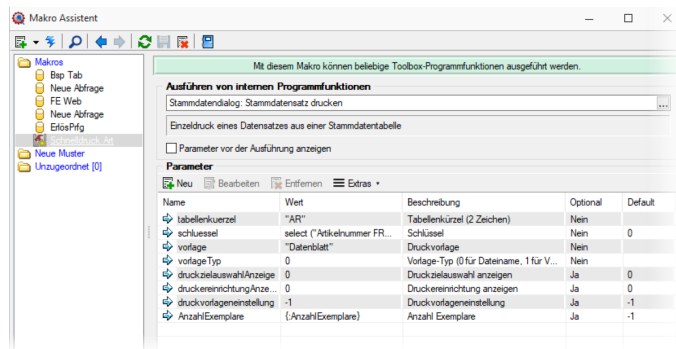 Makro Assistent
Makros
Bsp Tab
Neue Abfrage
FE Web
Neue Abfrage
ErlösPrfg
Schnelldruck Art
Neue Muster
Unzugeordnet [0]
Mit diesem Makro können beliebige Toolbox-Programmfunktionen ausgeführt werden.
Ausführen von internen Programmfunktionen
Stammdatendialog: Stammdatensatz drucken
...
Einzeldruck eines Datensatzes aus einer Stammdatentabelle
Parameter vor der Ausführung anzeigen
Parameter
Neu Bearbeiten Entfernen Extras
Name Wert Beschreibung Optional Default
tabellenkuerzel "AR" Tabellenkürzel (2 Zeichen) Nein
schluessel select ("Artikelnummer FR... Schlüssel Nein 0
vorlage "Datenblatt" Druckvorlage Nein
vorlageTyp 0 Vorlage-Typ (0 für Dateiname, 1 für V... Nein
druckzielauswahlAnzeige 0 Druckzielauswahl anzeigen Ja 0
druckereinrichtungAnze... 0 Druckereinrichtung anzeigen Ja 0
druckvorlageneinstellung -1 Druckvorlageneinstellung Ja -1
AnzahlExemplare {:AnzahlExemplare} Anzahl Exemplare Ja -1